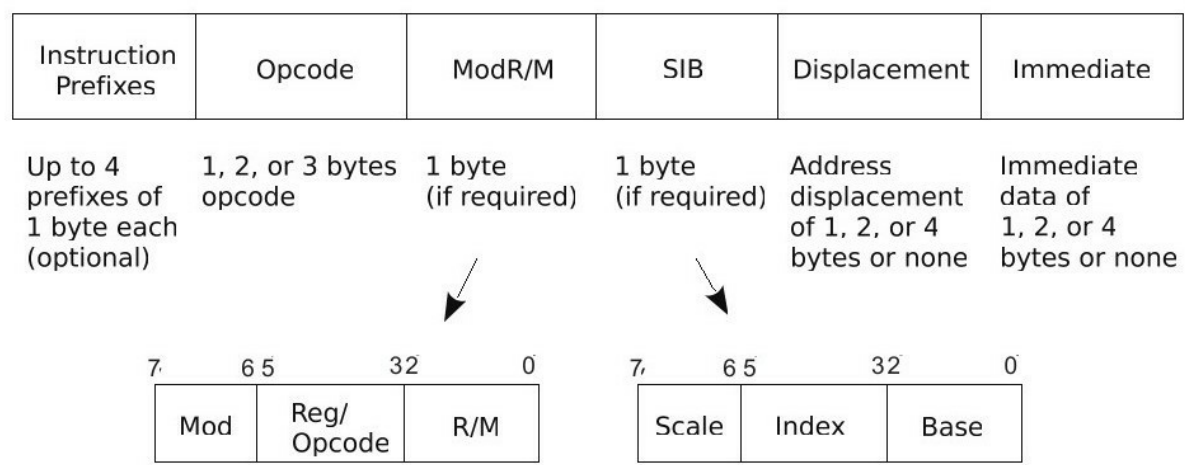 Instruction
Prefixes
Opcode
ModR/M
SIB
Displacement
Immediate
Up to 4
prefixes of
1 byte each
(optional)
1, 2, or 3 bytes
opcode
1 byte
(if required)
1 byte
(if required)
Address
displacement
of 1, 2, or 4
bytes or none
Immediate
data of
1, 2, or 4
bytes or none
7 6 5 3 2 0
Mod
Reg/
Opcode
R/M
7 6 5 3 2 0
Scale
Index
Base